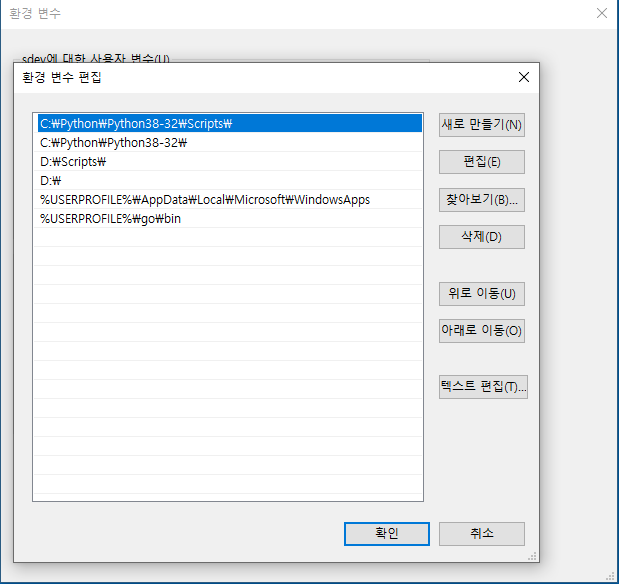 환경 변수
sdev에 대한 사용자 변수(U)
환경 변수 편집
C:\Python\Python38-32\Scripts\
새로 만들기(N)
C:\Python\Python38-32\
D:\Scripts\
편집(E)
D:\
%USERPROFILE%\AppData\Local\Microsoft\WindowsApps
찾아보기(B)...
%USERPROFILE%\go\bin
삭제(D)
위로 이동(U)
아래로 이동(O)
텍스트 편집(T)...
확인
취소